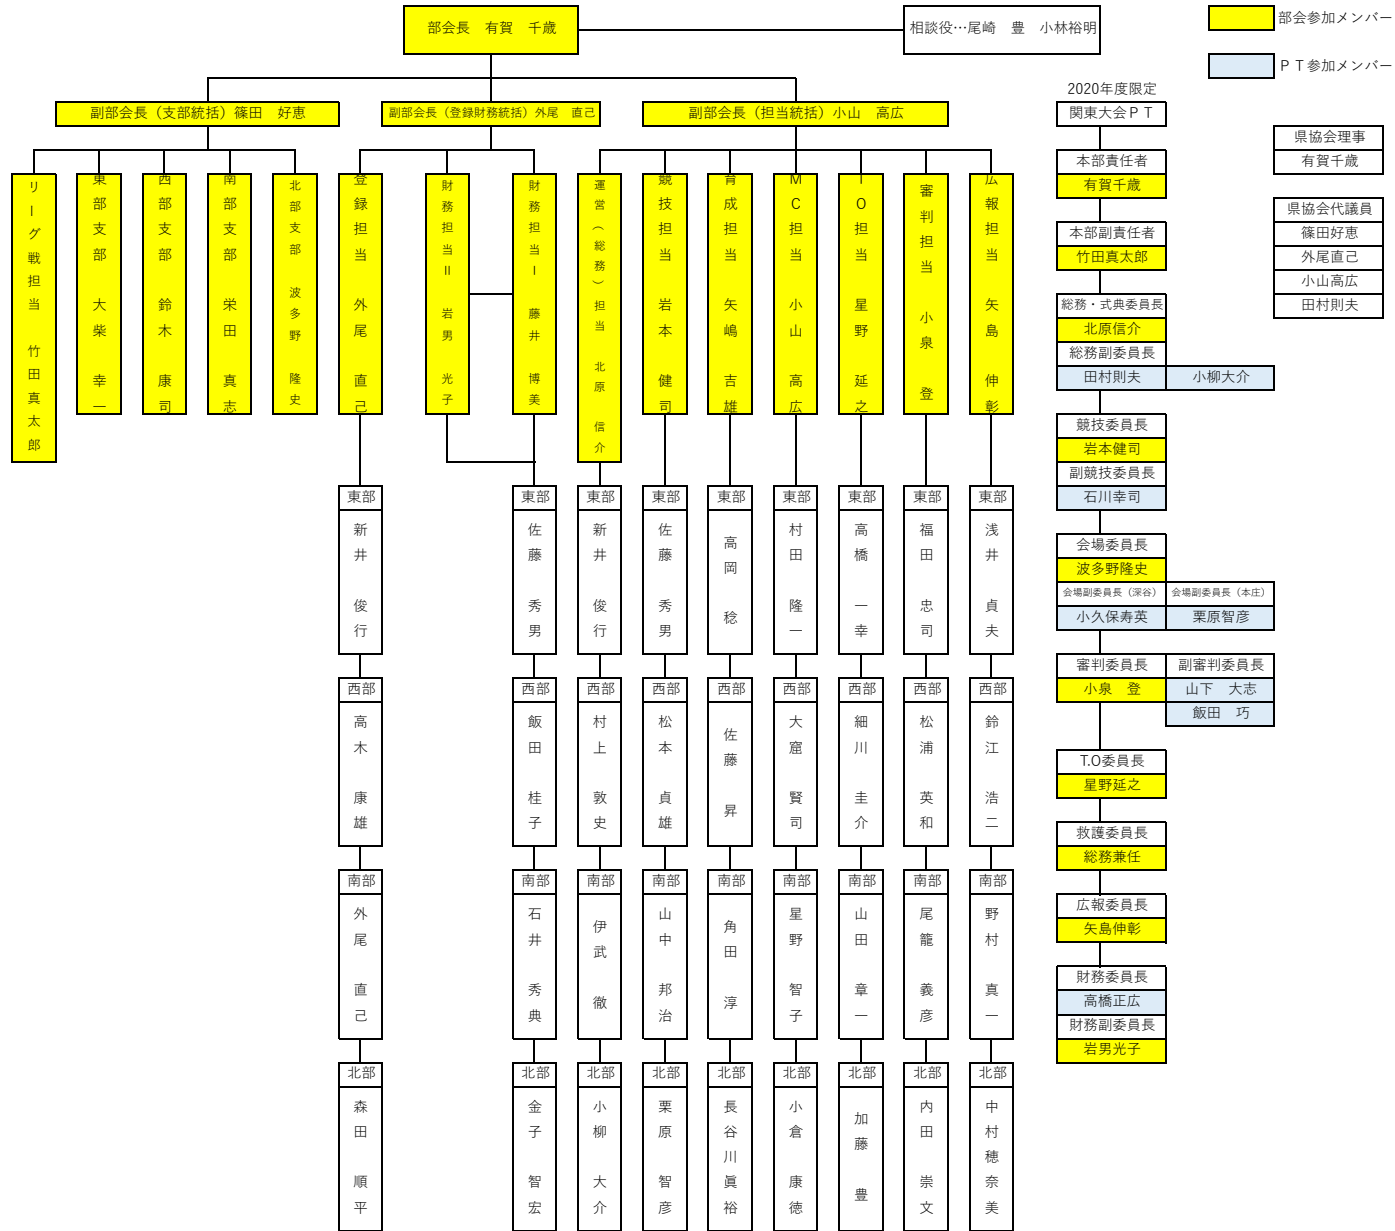 部会長　有賀　千歳
相談役…尾崎　豊　小林裕明
部会参加メンバー
ＰＴ参加メンバー
副部会長（支部統括）篠田　好恵
副部会長（登録財務統括）外尾　直己
副部会長（担当統括）小山　高広
リーグ戦担当　竹田真太郎
東部支部　大柴　幸一
西部支部　鈴木　康司
南部支部　栄田　真志
北部支部　波多野　隆史
登録担当　外尾　直己
財務担当Ⅱ　岩男　光子
財務担当Ⅰ　藤井　博美
運営（総務）担当　北原　信介
競技担当　岩本　健司
育成担当　矢嶋　吉雄
ＭＣ担当　小山　高広
ＴＯ担当　星野　延之
審判担当　小泉　登
広報担当　矢島　伸彰
東部
新井　俊行
西部
高木　康雄
南部
外尾　直己
北部
森田　順平
東部
佐藤　秀男
西部
飯田　桂子
南部
石井　秀典
北部
金子　智宏
東部
新井　俊行
西部
村上　敦史
南部
伊武　徹
北部
小柳　大介
東部
佐藤　秀男
西部
松本　貞雄
南部
山中　邦治
北部
栗原　智彦
東部
高岡　稔
西部
佐藤　昇
南部
角田　淳
北部
長谷川眞裕
東部
村田　隆一
西部
大窟　賢司
南部
星野　智子
北部
小倉　康徳
東部
高橋　一幸
西部
細川　圭介
南部
山田　章一
北部
加藤　豊
東部
福田　忠司
西部
松浦　英和
南部
尾籠　義彦
北部
内田　崇文
東部
浅井　貞夫
西部
鈴江　浩二
南部
野村　真一
北部
中村穂奈美
2020年度限定
関東大会ＰＴ
本部責任者
有賀千歳
本部副責任者
竹田真太郎
総務・式典委員長
北原信介
総務副委員長
田村則夫　小柳大介
競技委員長
岩本健司
副競技委員長
石川幸司
会場委員長
波多野隆史
会場副委員長（深谷）　会場副委員長（本庄）
小久保寿英　栗原智彦
審判委員長　副審判委員長
小泉　登　山下　大志
飯田　巧
T.O委員長
星野延之
救護委員長
総務兼任
広報委員長
矢島伸彰
財務委員長
高橋正広
財務副委員長
岩男光子
県協会理事
有賀千歳
県協会代議員
篠田好恵
外尾直己
小山高広
田村則夫